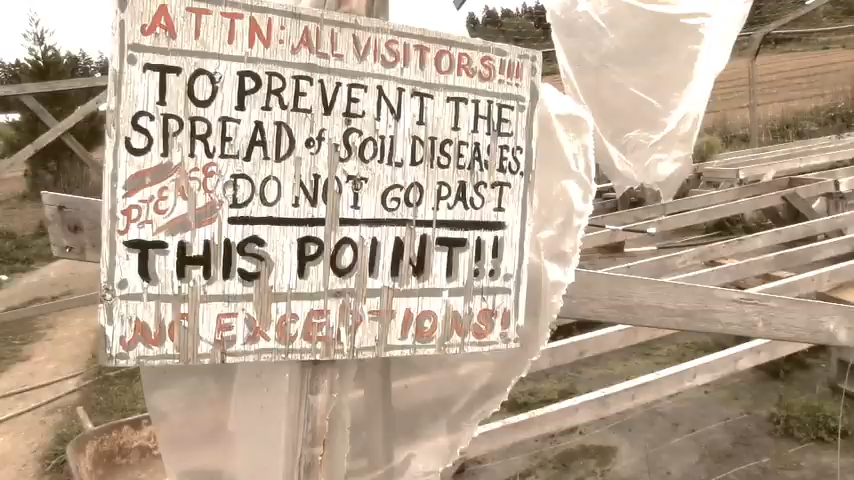 ATTN: ALL VISITORS!!!!
TO PREVENT THE
SPREAD of SOIL DISEASES.
PLEASE DO NOT GO PAST
THIS POINT!!
NO EXCEPTIONS!